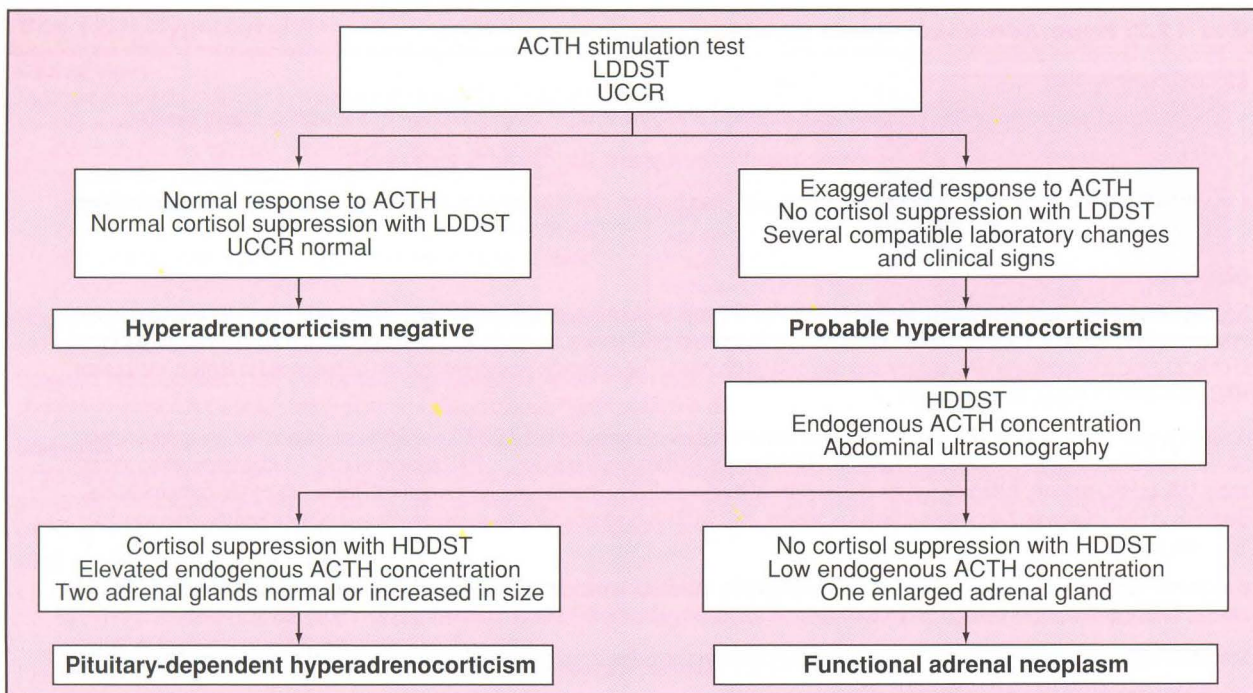 ACTH stimulation test
LDDST
UCCR
Normal response to ACTH
Normal cortisol suppression with LDDST
UCCR normal
Exaggerated response to ACTH
No cortisol suppression with LDDST
Several compatible laboratory changes
and clinical signs
Hyperadrenocorticism negative
Probable hyperadrenocorticism
HDDST
Endogenous ACTH concentration
Abdominal ultrasonography
Cortisol suppression with HDDST
Elevated endogenous ACTH concentration
Two adrenal glands normal or increased in size
No cortisol suppression with HDDST
Low endogenous ACTH concentration
One enlarged adrenal gland
Pituitary-dependent hyperadrenocorticism
Functional adrenal neoplasm